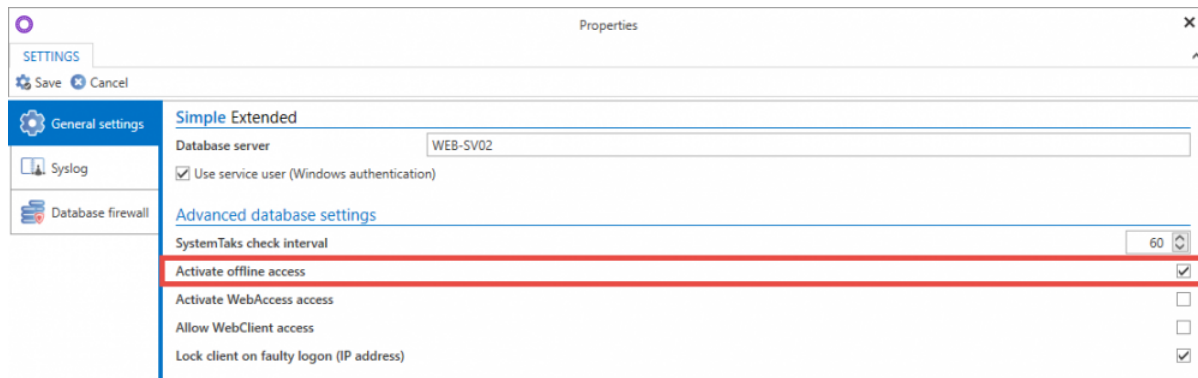 Properties
SETTINGS
Save Cancel
General settings
Syslog
Database firewall
Simple Extended
Database server WEB-SV02
Use service user (Windows authentication)
Advanced database settings
SystemTaks check interval 60
Activate offline access
Activate WebAccess access
Allow WebClient access
Lock client on faulty logon (IP address)